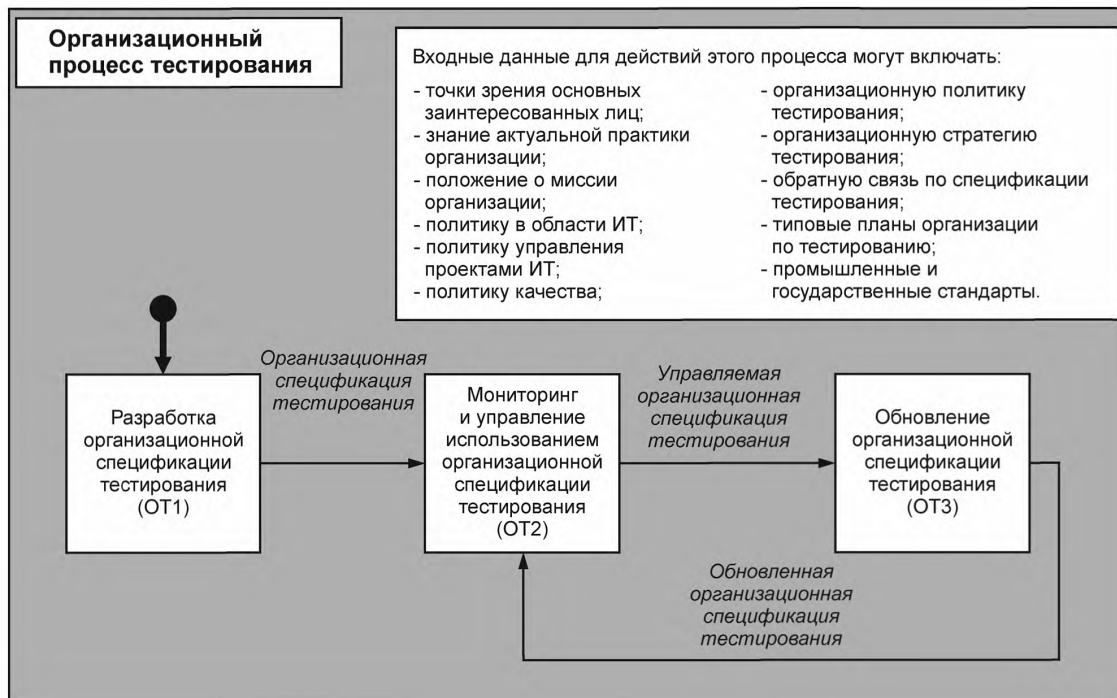 Организационный
процесс тестирования
Входные данные для действий этого процесса могут включать:
- точки зрения основных
заинтересованных лиц;
- знание актуальной практики
организации;
- положение о миссии
организации;
- политику в области ИТ;
- политику управления
проектами ИТ;
- политику качества;
- организационную политику
тестирования;
- организационную стратегию
тестирования;
- обратную связь по спецификации
тестирования;
- типовые планы организации
по тестированию;
- промышленные и
государственные стандарты.
Разработка
организационной
спецификации
тестирования
(ОТ1)
Организационная
спецификация
тестирования
Мониторинг
и управление
использованием
организационной
спецификации
тестирования
(ОТ2)
Управляемая
организационная
спецификация
тестирования
Обновление
организационной
спецификации
тестирования
(ОТ3)
Обновленная
организационная
спецификация
тестирования